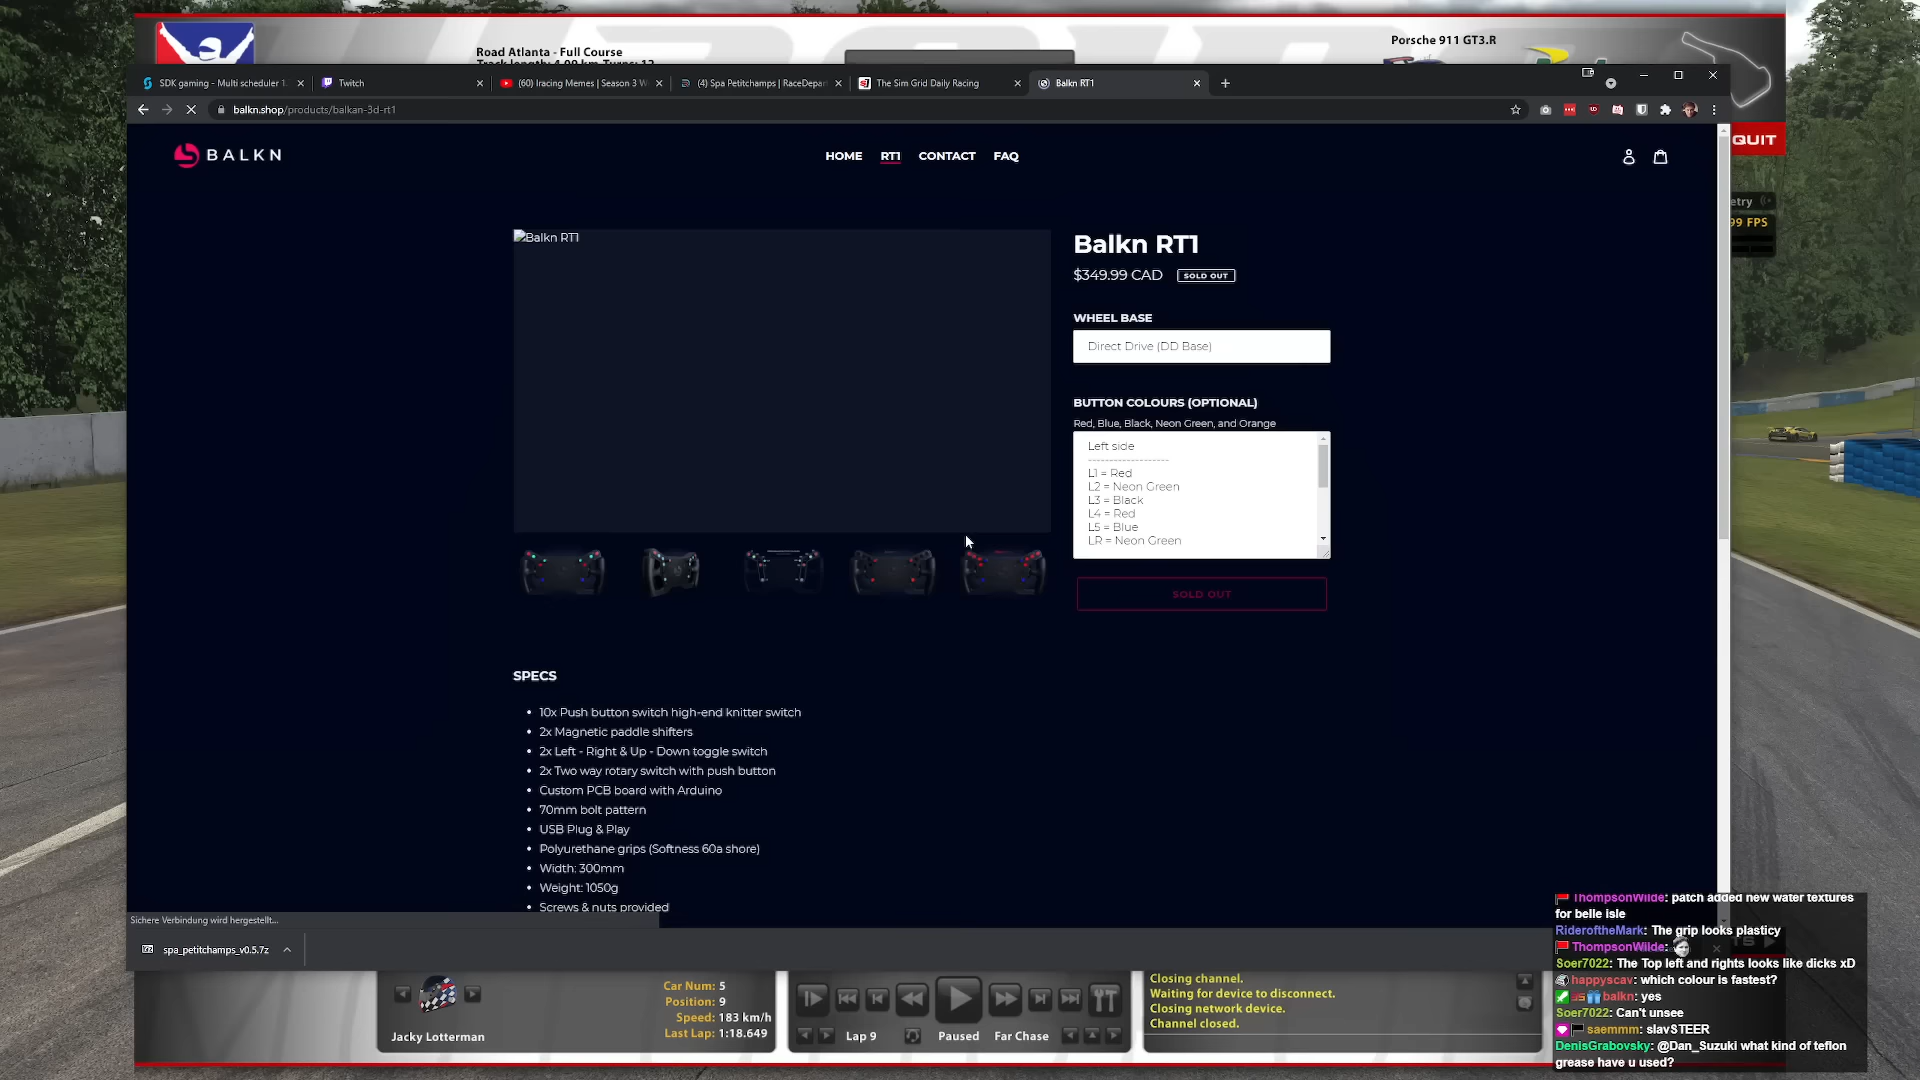 Road Atlanta - Full Course
Porsche 911 GT3.R
SDK gaming - Multi scheduler 1.
Twitch
(60) Iracing Memes | Season 3 W
(4) Spa Petitchamps | RaceDepar
The Sim Grid Daily Racing
Balkn RT1
balkn.shop/products/balkan-3d-rt1
QUIT
BALKN
HOME
RT1
CONTACT
FAQ
etry
99 FPS
Balkn RT1
Balkn RT1
$349.99 CAD
SOLD OUT
WHEEL BASE
Direct Drive (DD Base)
BUTTON COLOURS (OPTIONAL)
Red, Blue, Black, Neon Green, and Orange
Left side
--------------------
L1 = Red
L2 = Neon Green
L3 = Black
L4 = Red
L5 = Blue
LR = Neon Green
SOLD OUT
SPECS
10x Push button switch high-end knitter switch
2x Magnetic paddle shifters
2x Left - Right & Up - Down toggle switch
2x Two way rotary switch with push button
Custom PCB board with Arduino
70mm bolt pattern
USB Plug & Play
Polyurethane grips (Softness 60a shore)
Width: 300mm
Weight: 1050g
Screws & nuts provided
Sichere Verbindung wird hergestellt...
spa_petitchamps_v0.5.7z
ThompsonWilde: patch added new water textures
for belle isle
RideroftheMark: The grip looks plasticy
ThompsonWilde:
Soer7022: The Top left and rights looks like dicks xD
happyscav: which colour is fastest?
balkn: yes
Soer7022: Can't unsee
saemmm: slavSTEER
DenisGrabovsky: @Dan_Suzuki what kind of teflon
grease have u used?
Jacky Lotterman
Car Num: 5
Position: 9
Speed: 183 km/h
Last Lap: 1:18.649
Lap 9
Paused
Far Chase
Closing channel.
Waiting for device to disconnect.
Closing network device.
Channel closed.